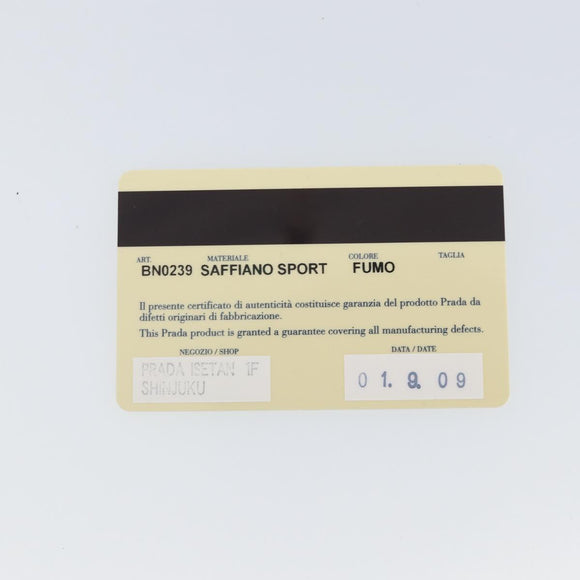 ART. MATERIALE COLORE TAGLIA
BN0239 SAFFIANO SPORT FUMO
Il presente certificato di autenticità costituisce garanzia del prodotto Prada da
difetti originari di fabbricazione.
This Prada product is granted a guarantee covering all manufacturing defects.
NEGOZIO / SHOP DATA / DATE
PRADA ISETAN 1F
SHINJUKU
01.9.09